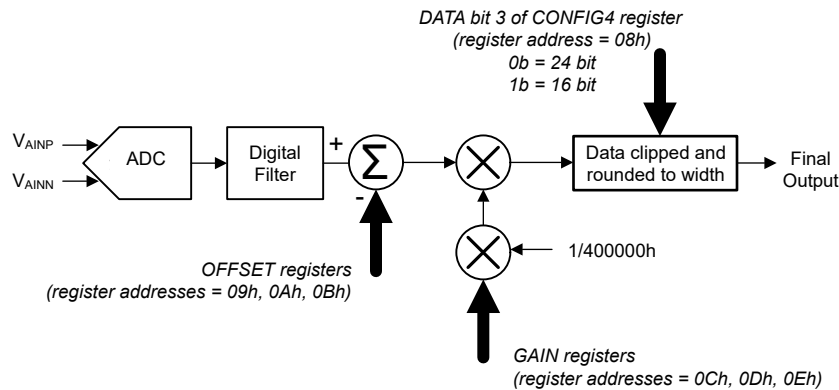 DATA bit 3 of CONFIG4 register
(register address = 08h)
0b = 24 bit
1b = 16 bit
VAINP
VAINN
ADC
Digital
Filter
+
-
Σ
Data clipped and
rounded to width
Final
Output
OFFSET registers
(register addresses = 09h, 0Ah, 0Bh)
1/400000h
GAIN registers
(register addresses = 0Ch, 0Dh, 0Eh)